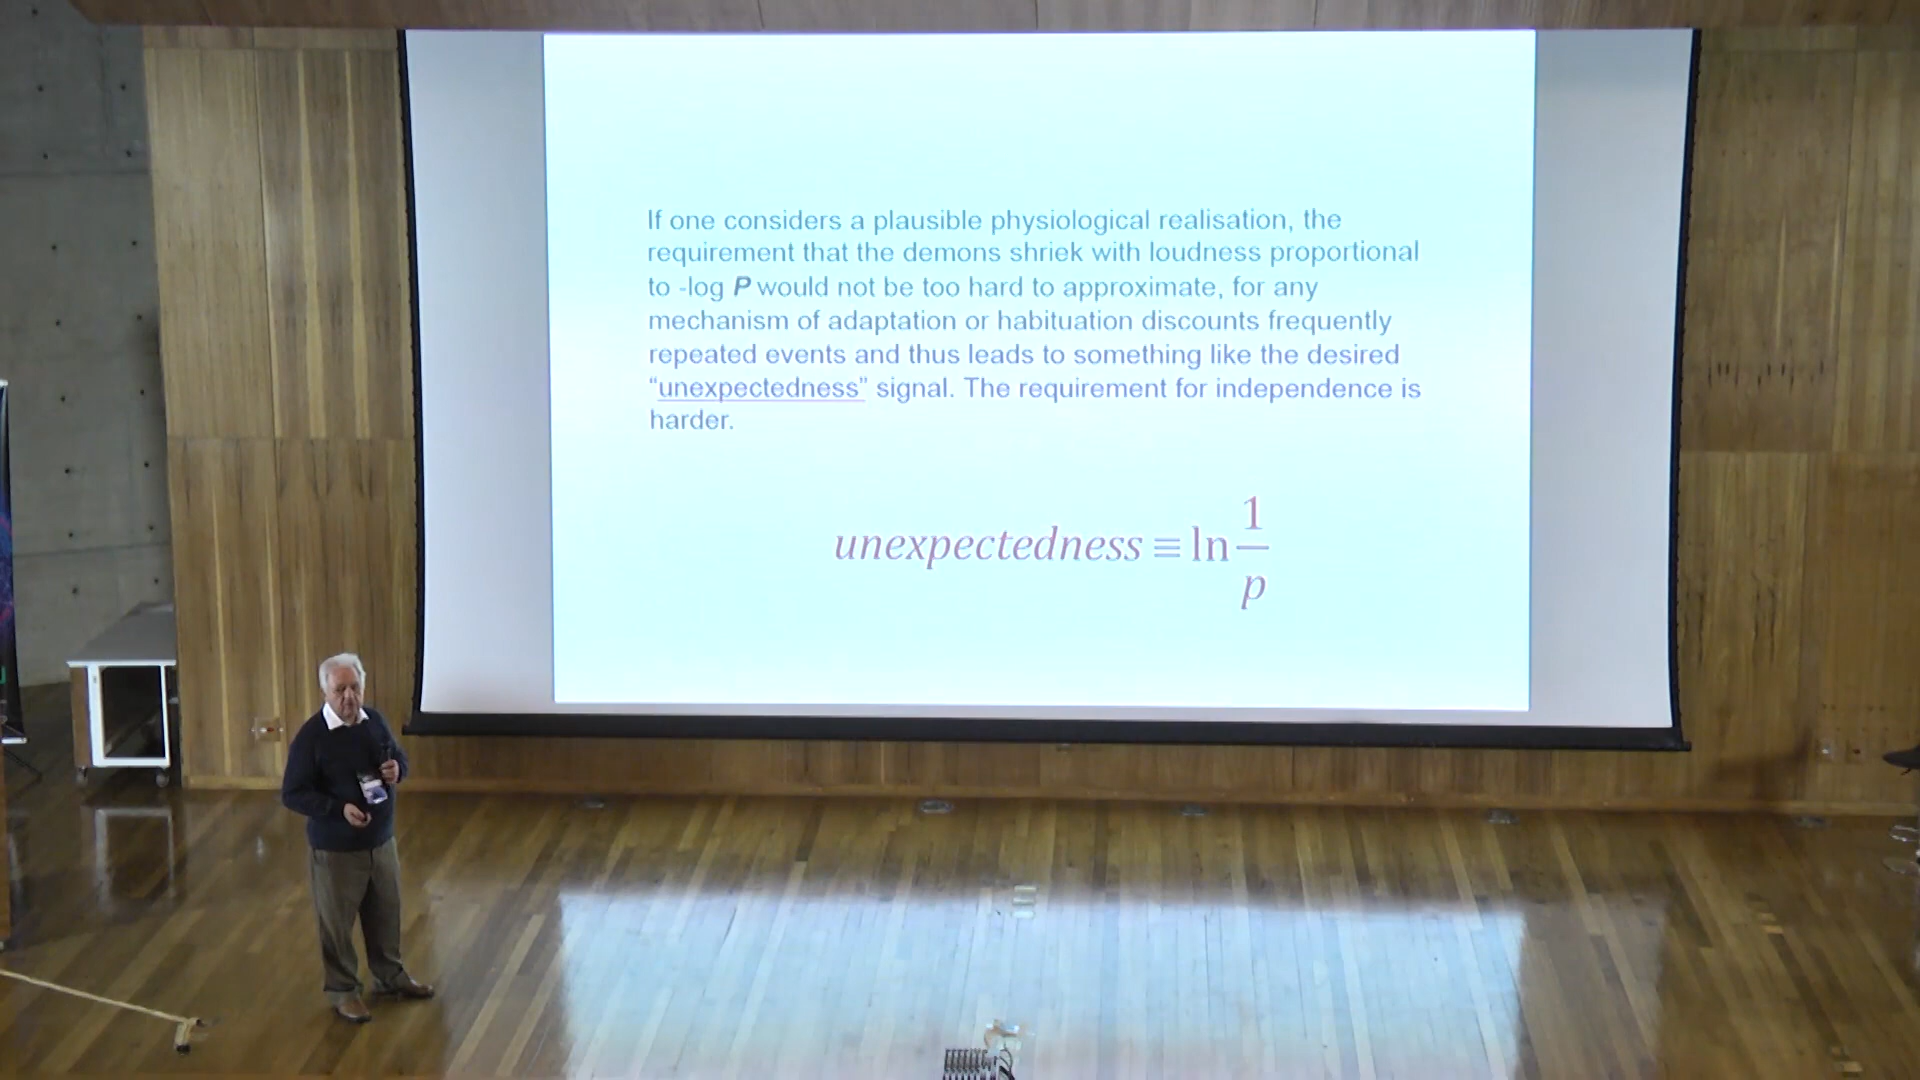 If one considers a plausible physiological realisation, the
requirement that the demons shriek with loudness proportional
to -log P would not be too hard to approximate, for any
mechanism of adaptation or habituation discounts frequently
repeated events and thus leads to something like the desired
“unexpectedness” signal. The requirement for independence is
harder.
unexpectedness ≡ ln 1/p